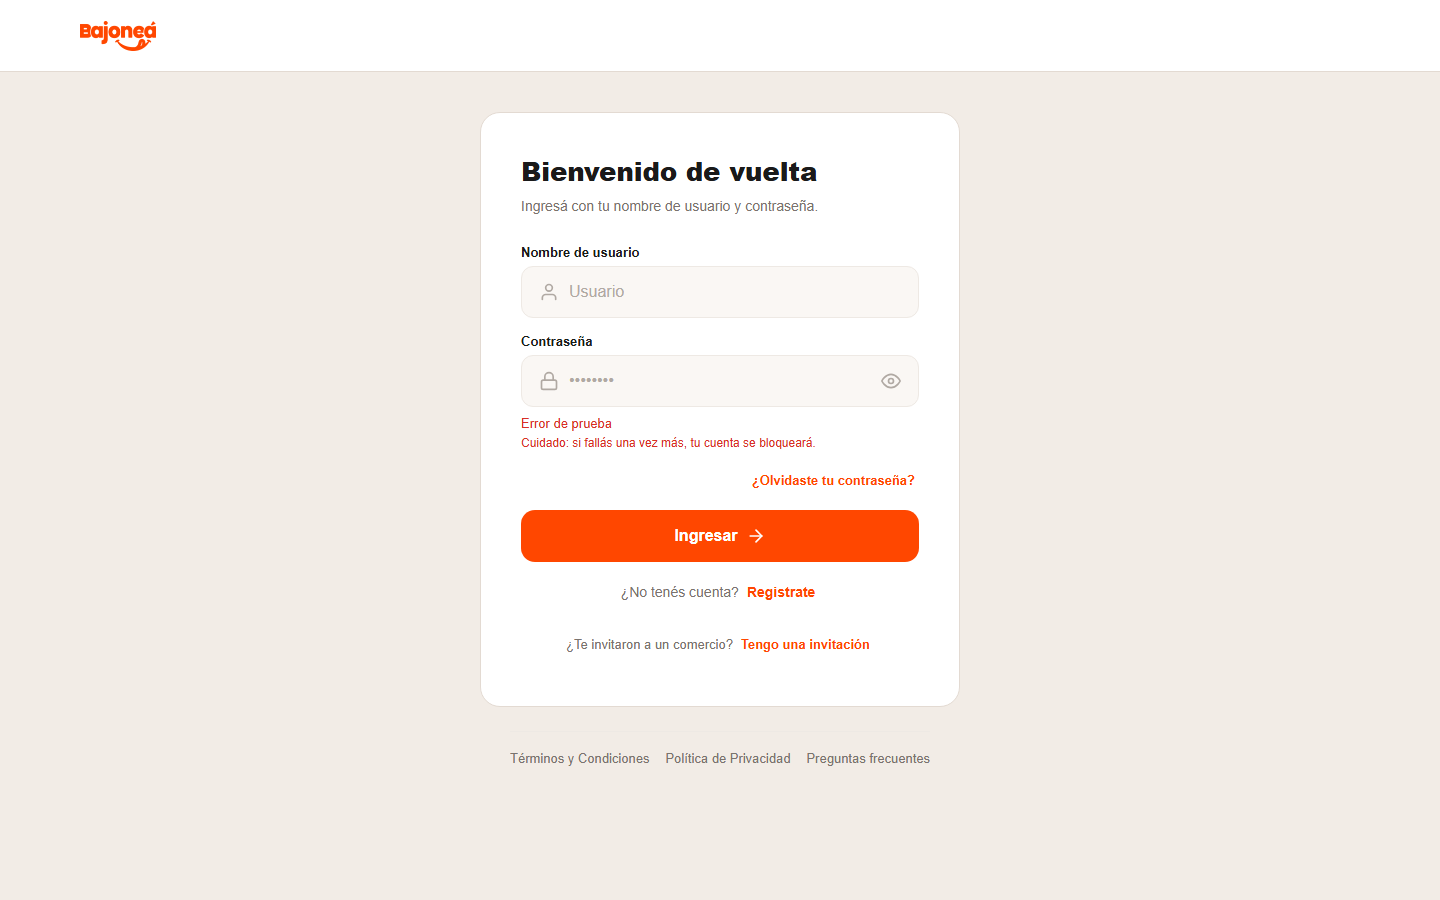 Bajoneá
Bienvenido de vuelta
Ingresá con tu nombre de usuario y contraseña.
Nombre de usuario
Usuario
Contraseña
••••••••
Error de prueba
Cuidado: si fallás una vez más, tu cuenta se bloqueará.
¿Olvidaste tu contraseña?
Ingresar →
¿No tenés cuenta? Registrate
¿Te invitaron a un comercio? Tengo una invitación
Términos y Condiciones Política de Privacidad Preguntas frecuentes